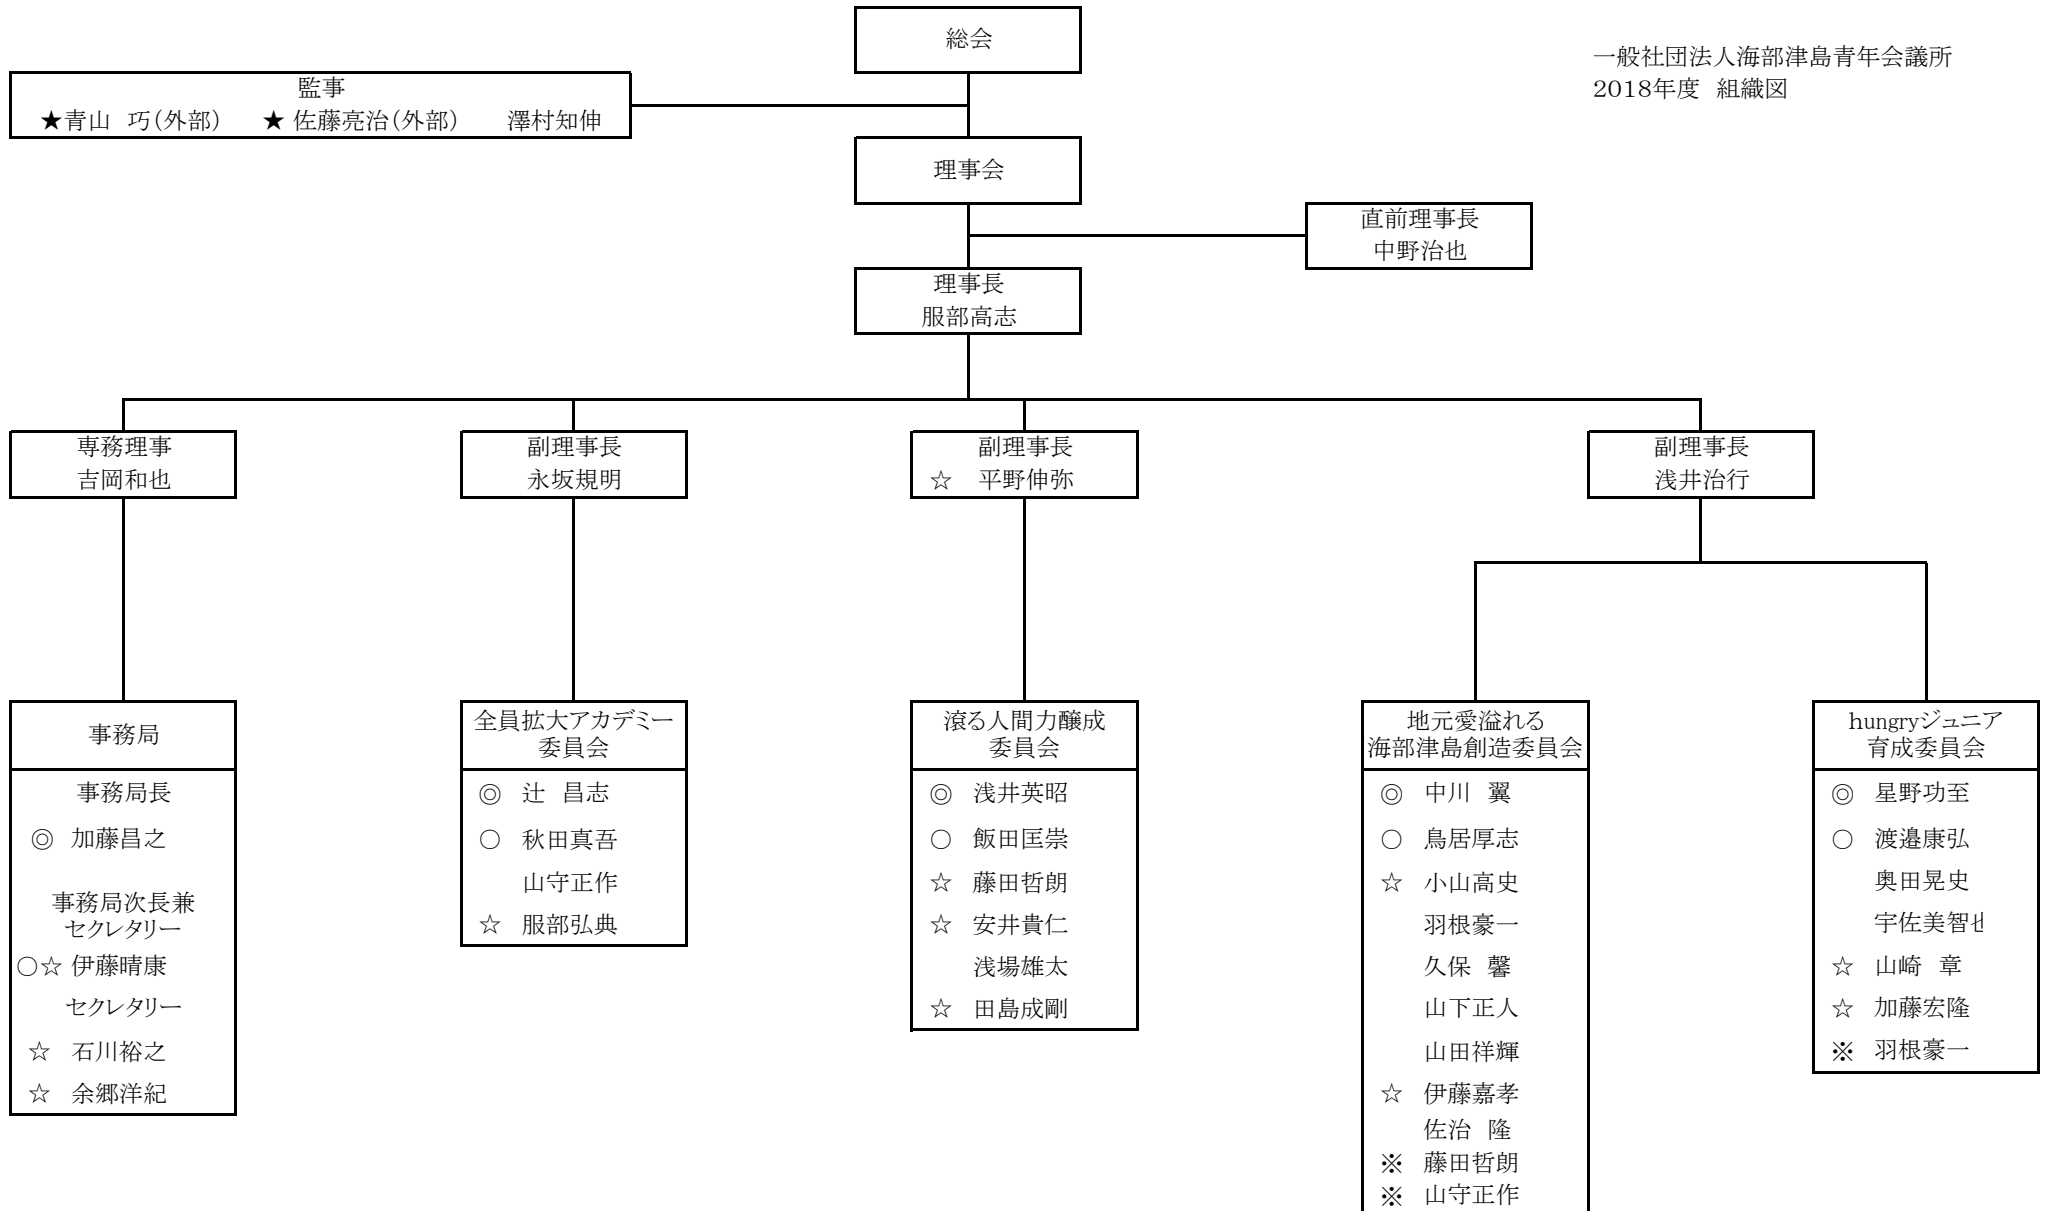 総会
一般社団法人海部津島青年会議所
2018年度 組織図
監事
★青山 巧(外部) ★ 佐藤亮治(外部) 澤村知伸
理事会
直前理事長
中野治也
理事長
服部高志
専務理事
吉岡和也
副理事長
永坂規明
副理事長
☆ 平野伸弥
副理事長
浅井治行
事務局
事務局長
◎ 加藤昌之
事務局次長兼
セクレタリー
○☆ 伊藤晴康
セクレタリー
☆ 石川裕之
☆ 余郷洋紀
全員拡大アカデミー
委員会
◎ 辻 昌志
○ 秋田真吾
山守正作
☆ 服部弘典
滾る人間力醸成
委員会
◎ 浅井英昭
○ 飯田匡崇
☆ 藤田哲朗
☆ 安井貴仁
浅場雄太
☆ 田島成剛
地元愛溢れる
海部津島創造委員会
◎ 中川 翼
○ 鳥居厚志
☆ 小山高史
羽根豪一
久保 馨
山下正人
山田祥輝
☆ 伊藤嘉孝
佐治 隆
※ 藤田哲朗
※ 山守正作
hungryジュニア
育成委員会
◎ 星野功至
○ 渡邉康弘
奥田晃史
宇佐美智也
☆ 山崎 章
☆ 加藤宏隆
※ 羽根豪一